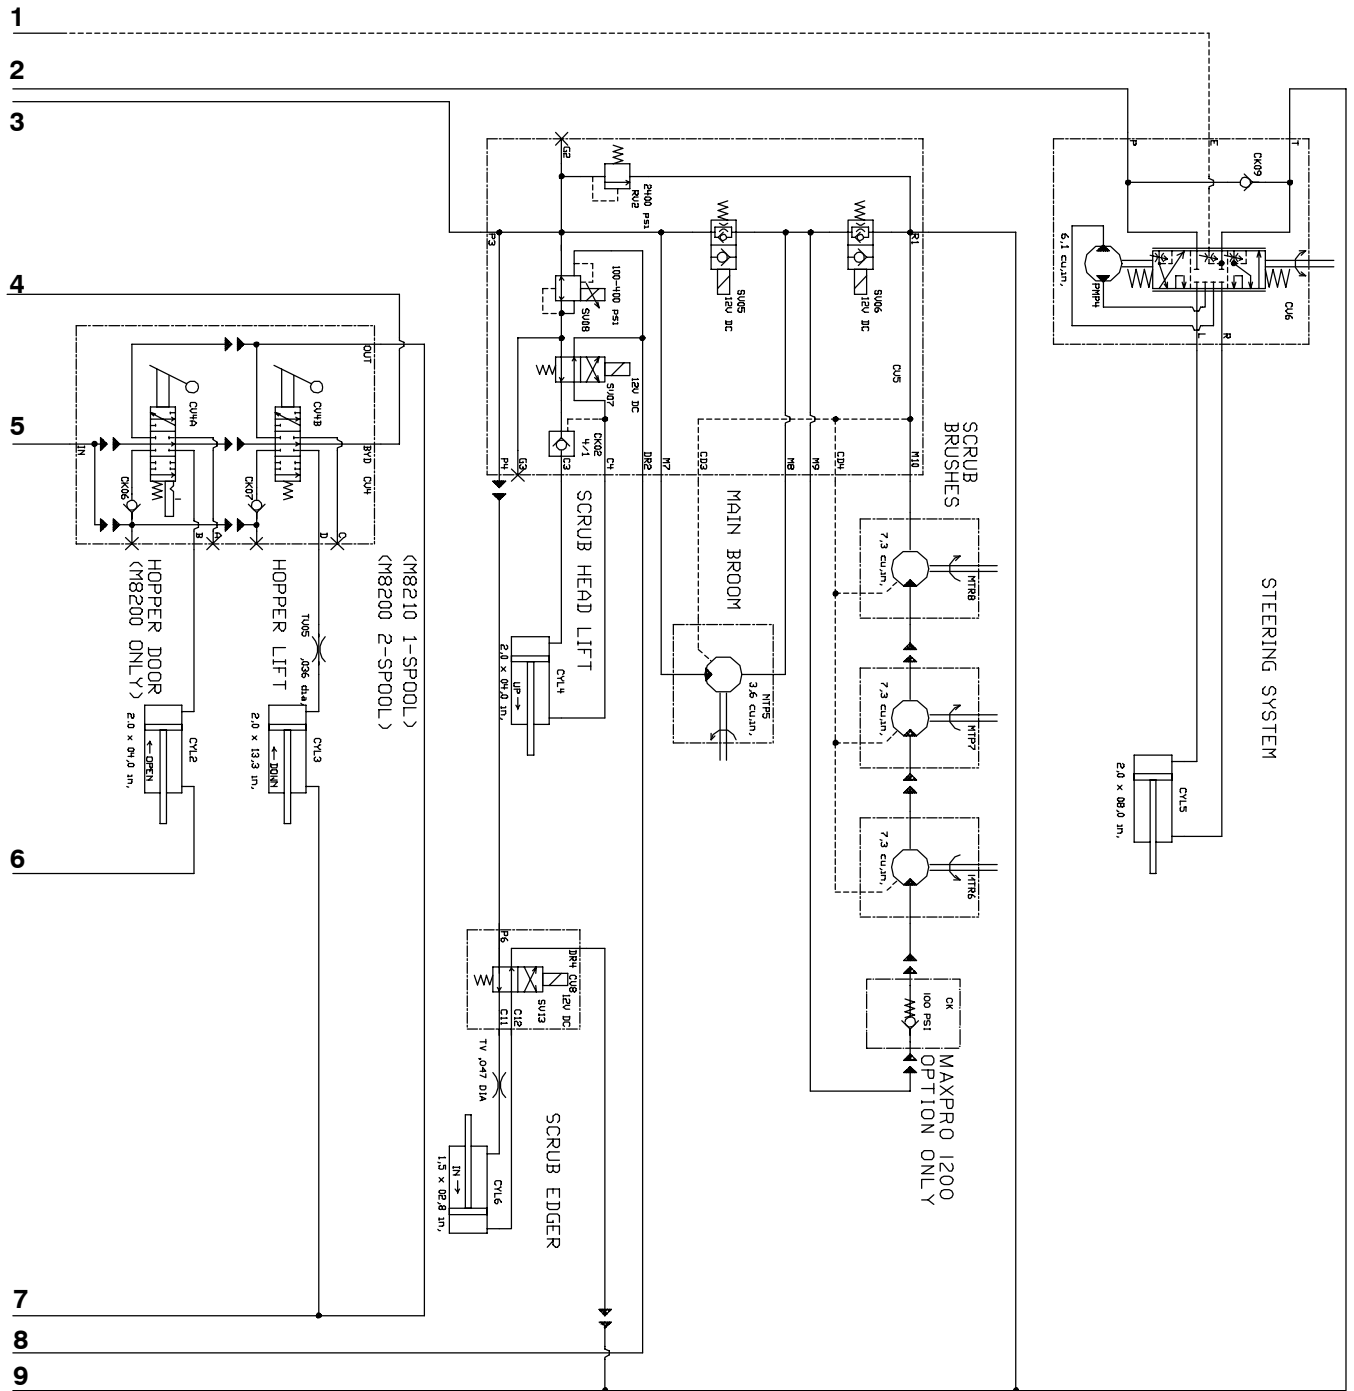 1
2
3
4
5
6
7
8
9
P
E
T
CK09
6,1 cu,in,
PMP4
CV6
L
R
STEERING SYSTEM
CYL5
2,0 x 08,0 in,
G2
2400 PSI
RV2
P3
R1
SV05
12V DC
SV06
12V DC
100-400 PSI
SV08
12V DC
SV07
CV5
CK02
4/1
P4
G3
C3
C4
DR2
M7
CD3
M8
M9
CD4
M10
SCRUB
BRUSHES
MAIN BROOM
SCRUB HEAD LIFT
MTR8
7,3 cu,in,
MTP7
7,3 cu,in,
MTR6
7,3 cu,in,
MTP5
3,6 cu,in,
CYL4
UP
2,0 x 04,0 in,
CK
100 PSI
MAXPRO 1200
OPTION ONLY
OUT
CV4A
CV4B
IN
BYD
CV4
CK06
CK07
B
A
D
C
(M8210 1-SPOOL)
(M8200 2-SPOOL)
HOPPER LIFT
HOPPER DOOR
(M8200 ONLY)
TV05
,036 dia,
CYL2
OPEN
2,0 x 04,0 in,
CYL3
DOWN
2,0 x 13,3 in,
P6
DR4
CV8
12V DC
SV13
C11
C12
TV ,047 DIA
SCRUB EDGER
CYL6
IN
1,5 x 02,8 in,